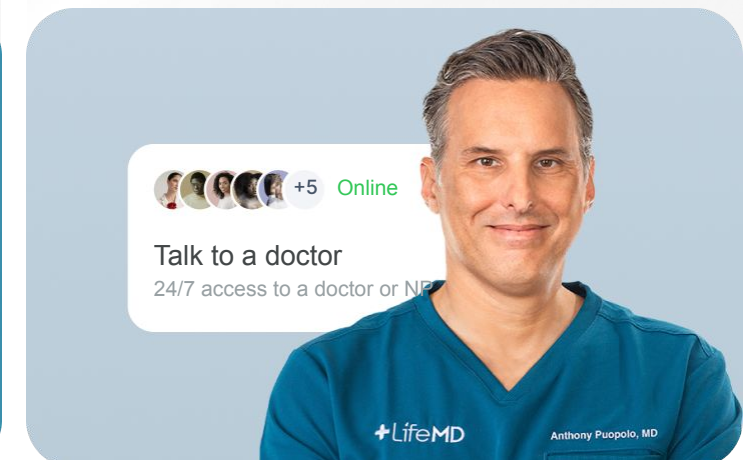 +5 Online
Talk to a doctor
24/7 access to a doctor or NP
LifeMD
Anthony Puopolo, MD